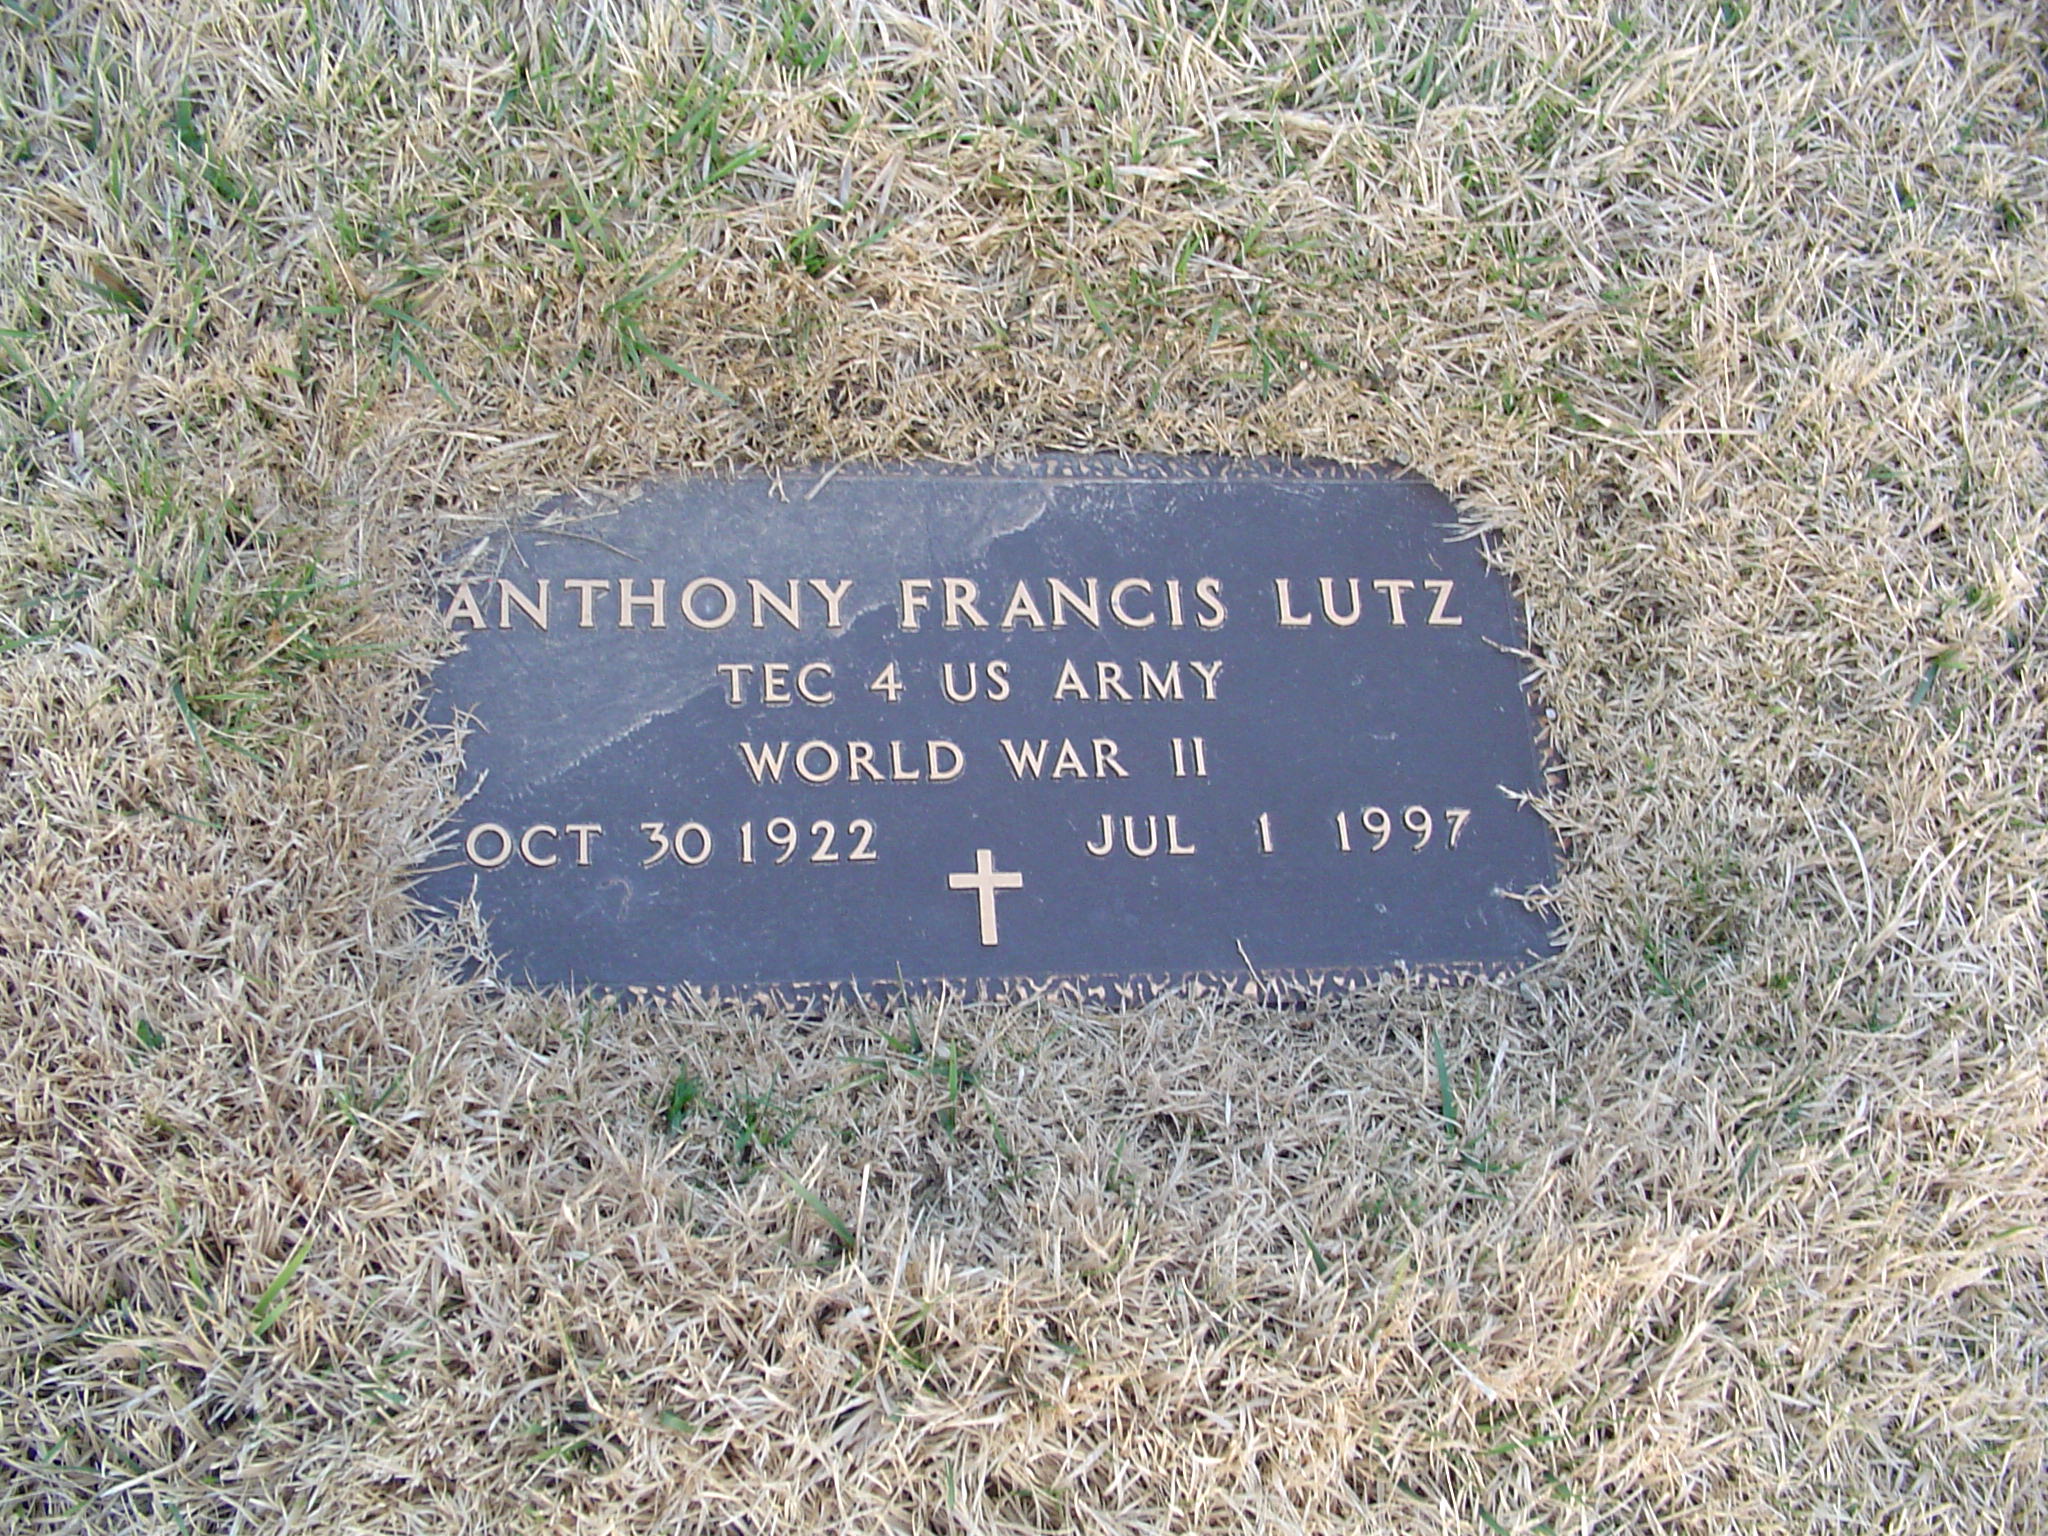 ANTHONY FRANCIS LUTZ
TEC 4 US ARMY
WORLD WAR II
OCT 30 1922 JUL 1 1997